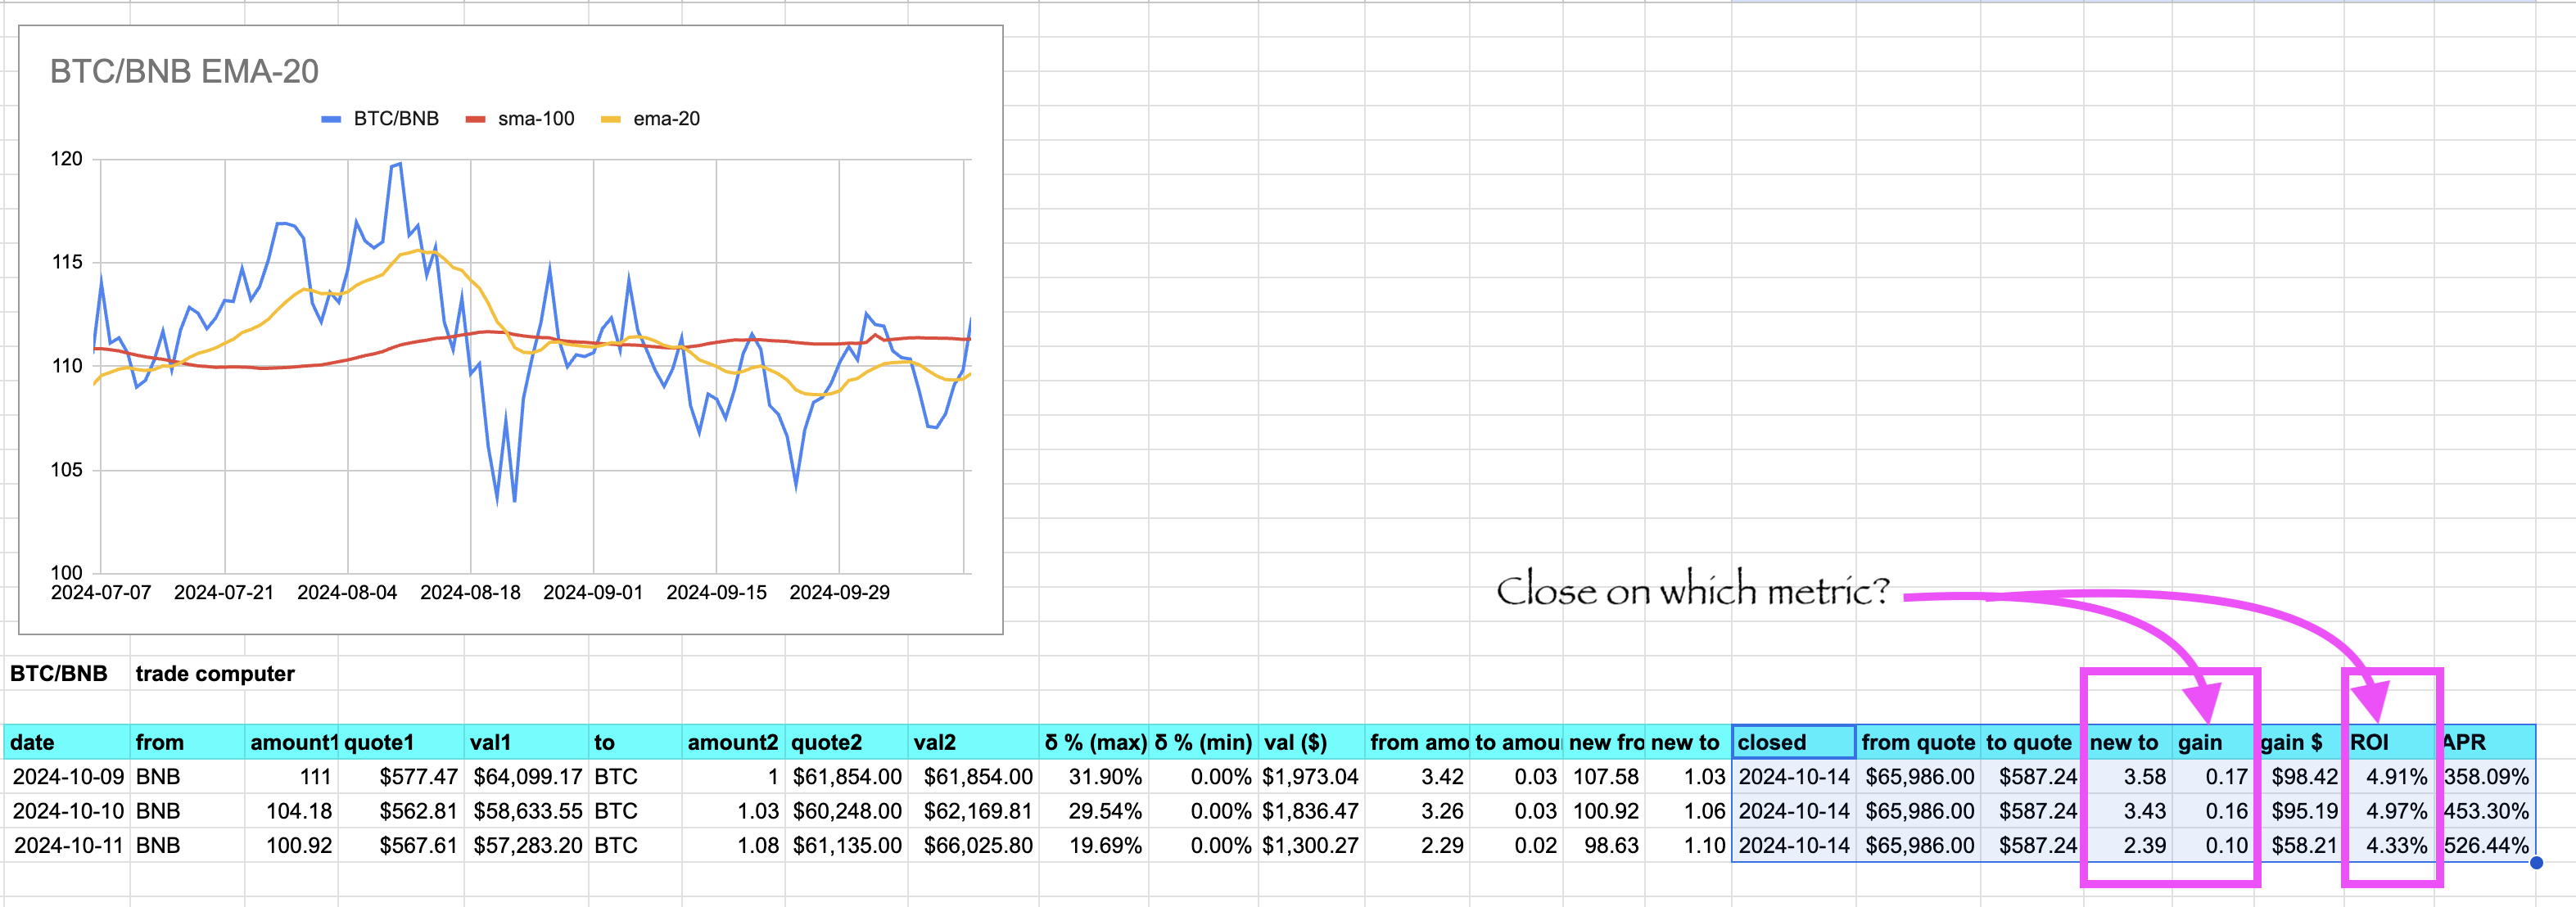 BTC/BNB EMA-20
BTC/BNB sma-100 ema-20
120
115
110
105
100
2024-07-07 2024-07-21 2024-08-04 2024-08-18 2024-09-01 2024-09-15 2024-09-29
Close on which metric?
BTC/BNB trade computer
date from amount1 quote1 val1 to amount2 quote2 val2 δ % (max) δ % (min) val ($) from amo to amou new fro new to closed from quote to quote new to gain gain $ ROI APR
2024-10-09 BNB 111 $577.47 $64,099.17 BTC 1 $61,854.00 $61,854.00 31.90% 0.00% $1,973.04 3.42 0.03 107.58 1.03 2024-10-14 $65,986.00 $587.24 3.58 0.17 $98.42 4.91% 358.09%
2024-10-10 BNB 104.18 $562.81 $58,633.55 BTC 1.03 $60,248.00 $62,169.81 29.54% 0.00% $1,836.47 3.26 0.03 100.92 1.06 2024-10-14 $65,986.00 $587.24 3.43 0.16 $95.19 4.97% 453.30%
2024-10-11 BNB 100.92 $567.61 $57,283.20 BTC 1.08 $61,135.00 $66,025.80 19.69% 0.00% $1,300.27 2.29 0.02 98.63 1.10 2024-10-14 $65,986.00 $587.24 2.39 0.10 $58.21 4.33% 526.44%